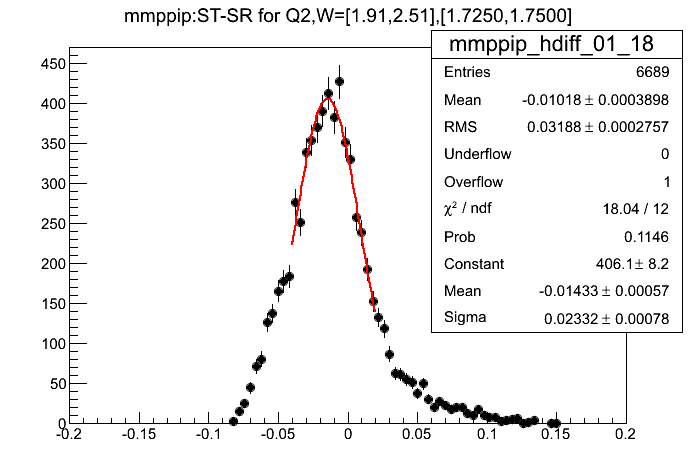 mmppip:ST-SR for Q2,W=[1.91,2.51],[1.7250,1.7500]
mmppip_hdiff_01_18
Entries 6689
Mean -0.01018 ± 0.0003898
RMS 0.03188 ± 0.0002757
Underflow 0
Overflow 1
χ² / ndf 18.04 / 12
Prob 0.1146
Constant 406.1 ± 8.2
Mean -0.01433 ± 0.00057
Sigma 0.02332 ± 0.00078
450
400
350
300
250
200
150
100
50
0
-0.2 -0.15 -0.1 -0.05 0 0.05 0.1 0.15 0.2